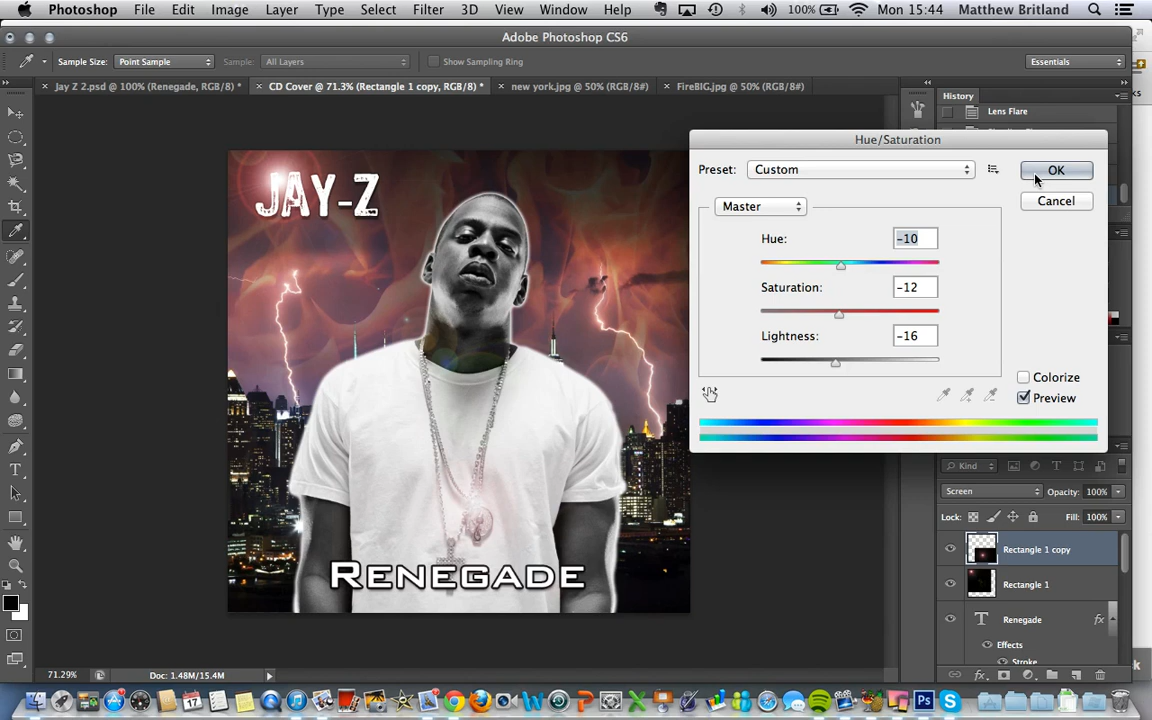 Photoshop File Edit Image Layer Type Select Filter 3D View Window Help 100% Mon 15:44 Matthew Britland
Adobe Photoshop CS6
Sample Size: Point Sample Sample: All Layers Show Sampling Ring Essentials
Jay Z 2.psd @ 100% (Renegade, RGB/8) * CD Cover @ 71.3% (Rectangle 1 copy, RGB/8) * new york.jpg @ 50% (RGB/8#) FireBIG.jpg @ 50% (RGB/8#)
History
Lens Flare
Hue/Saturation
Preset: Custom OK
Cancel
Master
Hue: -10
Saturation: -12
Lightness: -16
Colorize
Preview
JAY-Z
RENEGADE
Kind
Screen Opacity: 100%
Lock: Fill: 100%
Rectangle 1 copy
Rectangle 1
T Renegade fx
Effects
Stroke
71.29% Doc: 1.48M/15.4M
17
Ps